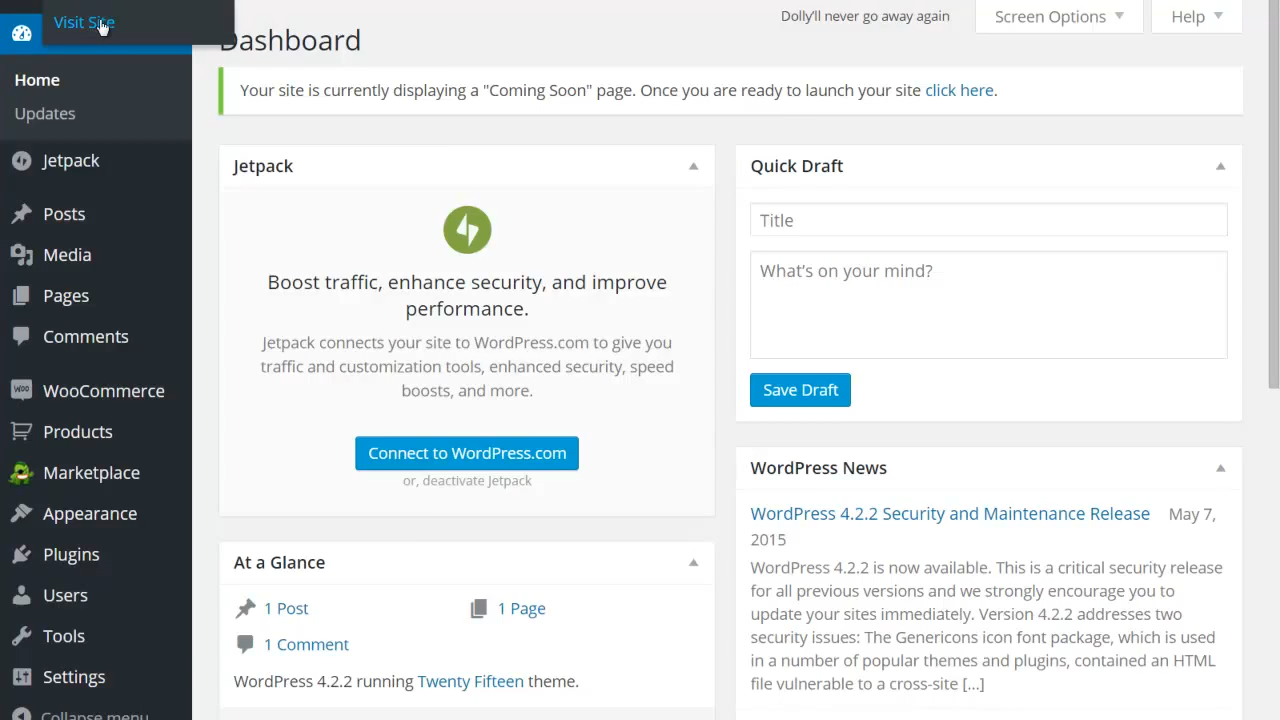 Visit Site
Dolly'll never go away again
Screen Options
Help
Dashboard
Home
Updates
Jetpack
Posts
Media
Pages
Comments
WOO
WooCommerce
Products
Marketplace
Appearance
Plugins
Users
Tools
Settings
Collapse menu
Your site is currently displaying a "Coming Soon" page. Once you are ready to launch your site click here.
Jetpack
Boost traffic, enhance security, and improve
performance.
Jetpack connects your site to WordPress.com to give you
traffic and customization tools, enhanced security, speed
boosts, and more.
Connect to WordPress.com
or, deactivate Jetpack
At a Glance
1 Post
1 Page
1 Comment
WordPress 4.2.2 running Twenty Fifteen theme.
Quick Draft
Title
What's on your mind?
Save Draft
WordPress News
WordPress 4.2.2 Security and Maintenance Release May 7,
2015
WordPress 4.2.2 is now available. This is a critical security release
for all previous versions and we strongly encourage you to
update your sites immediately. Version 4.2.2 addresses two
security issues: The Genericons icon font package, which is used
in a number of popular themes and plugins, contained an HTML
file vulnerable to a cross-site [...]